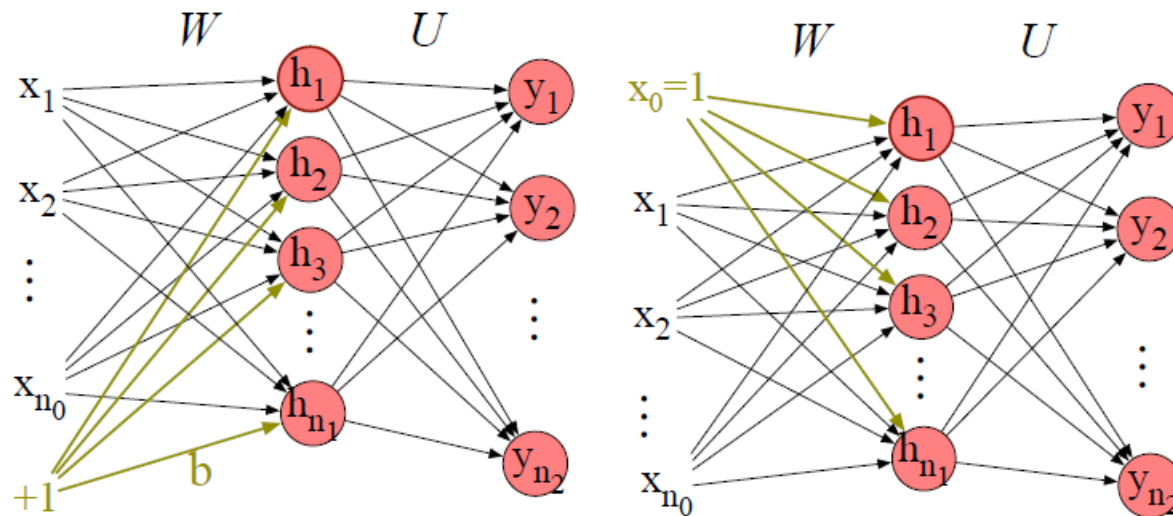 W U
x₁ h₁ y₁
h₂
x₂ y₂
h₃
⋮ ⋮ ⋮
xₙ₀ hₙ₁
b yₙ₂
+1
W U
x₀=1 h₁ y₁
x₁ h₂ y₂
x₂ h₃
⋮ ⋮ ⋮
xₙ₀ hₙ₁ yₙ₂